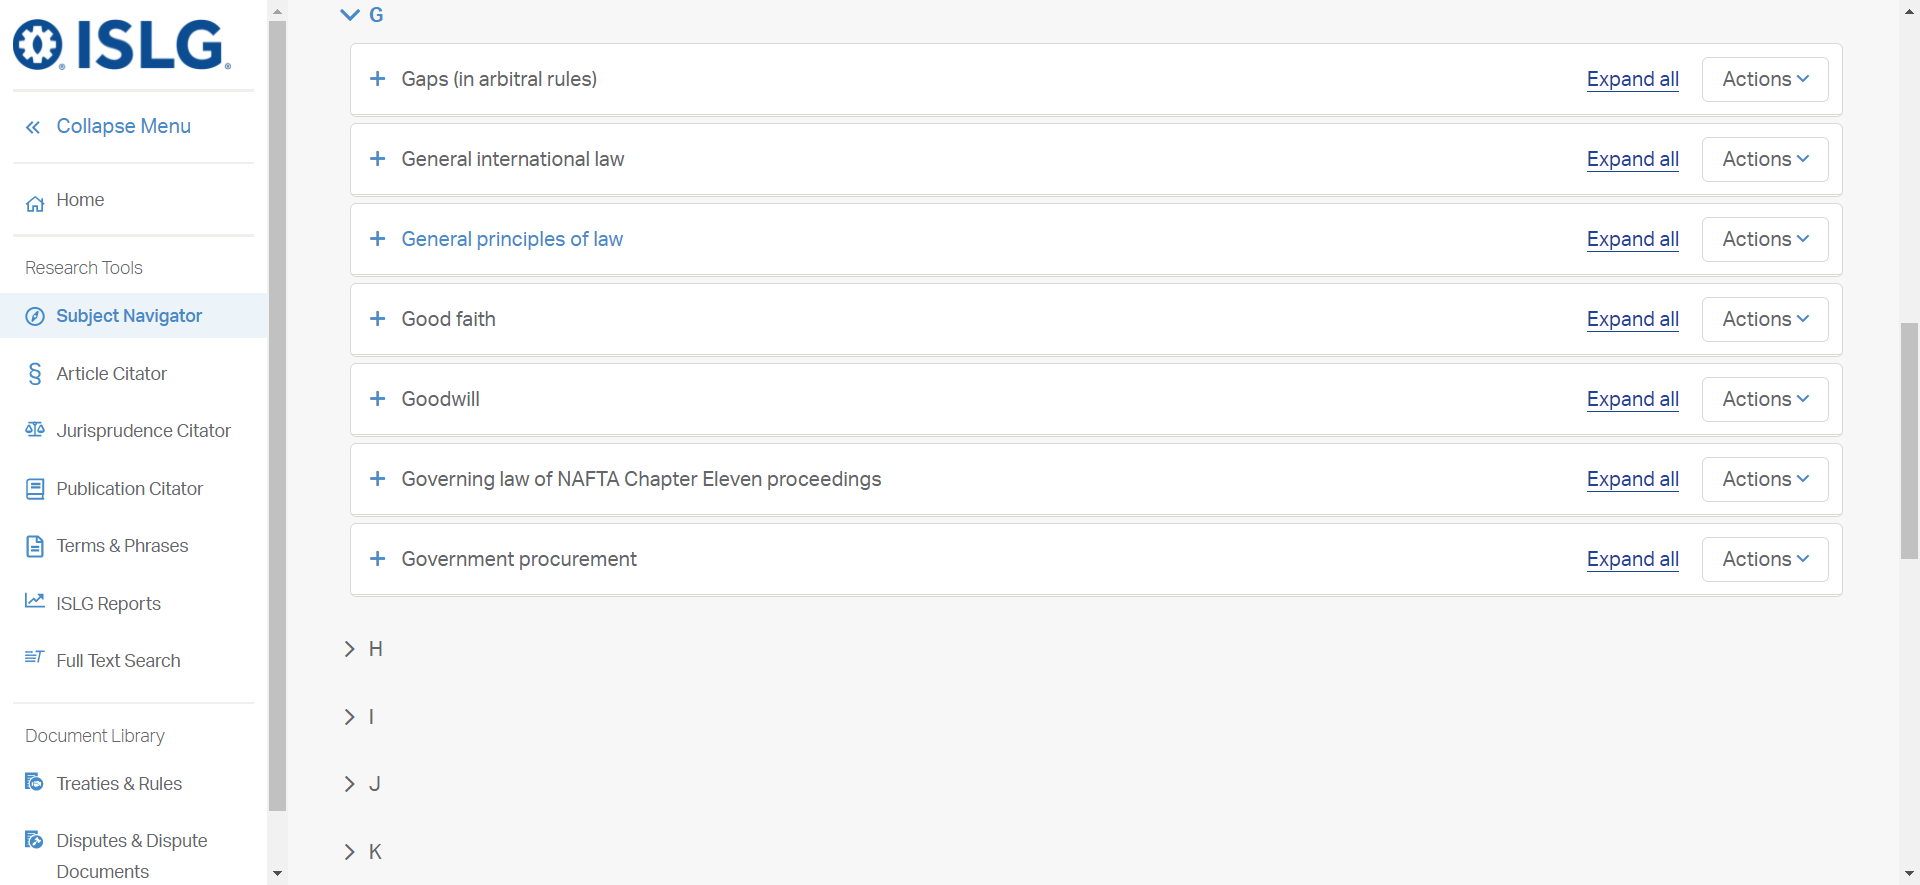 ISLG
Collapse Menu
Home
Research Tools
Subject Navigator
Article Citator
Jurisprudence Citator
Publication Citator
Terms & Phrases
ISLG Reports
Full Text Search
Document Library
Treaties & Rules
Disputes & Dispute
Documents
G
Gaps (in arbitral rules) Expand all Actions
General international law Expand all Actions
General principles of law Expand all Actions
Good faith Expand all Actions
Goodwill Expand all Actions
Governing law of NAFTA Chapter Eleven proceedings Expand all Actions
Government procurement Expand all Actions
H
I
J
K